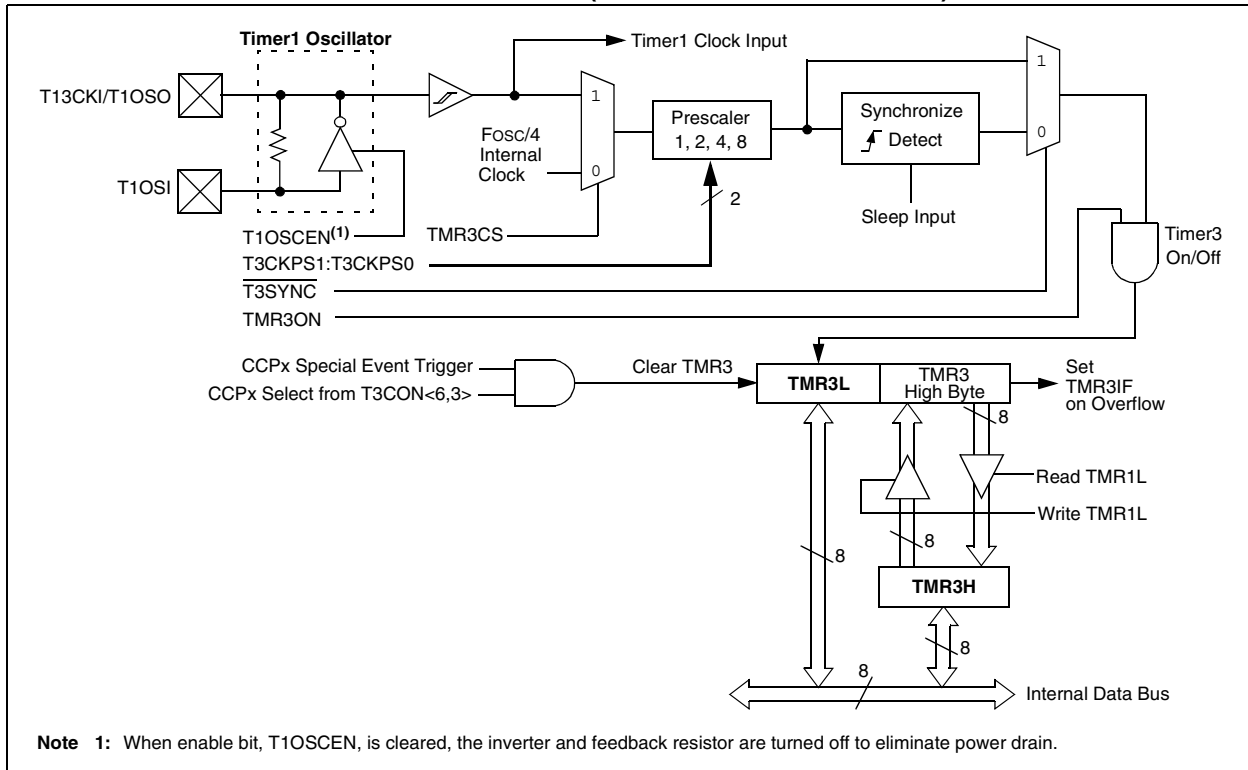 Timer1 Oscillator
Timer1 Clock Input
T13CKI/T1OSO
1
1
FOSC/4
Internal
Clock
0
Prescaler
1, 2, 4, 8
Synchronize
Detect
0
T1OSI
2
Sleep Input
T1OSCEN(1)
TMR3CS
Timer3
On/Off
T3CKPS1:T3CKPS0
T3SYNC
TMR3ON
CCPx Special Event Trigger
CCPx Select from T3CON<6,3>
Clear TMR3
TMR3L
TMR3
High Byte
Set
TMR3IF
on Overflow
8
Read TMR1L
Write TMR1L
8
8
TMR3H
8
8
Internal Data Bus
Note 1: When enable bit, T1OSCEN, is cleared, the inverter and feedback resistor are turned off to eliminate power drain.